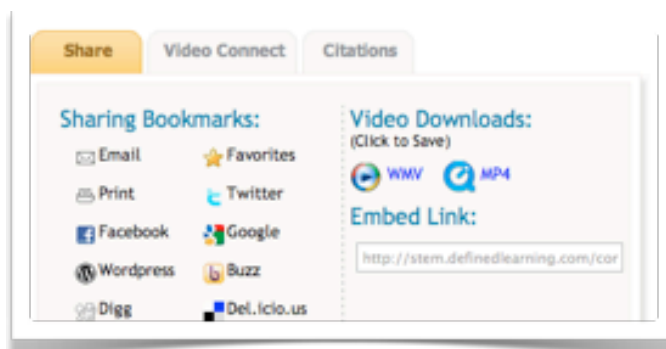 Share Video Connect Citations
Sharing Bookmarks:
Email Favorites
Print Twitter
Facebook Google
Wordpress Buzz
Digg Del.icio.us
Video Downloads:
(Click to Save)
WMV MP4
Embed Link:
http://stem.definedlearning.com/cor